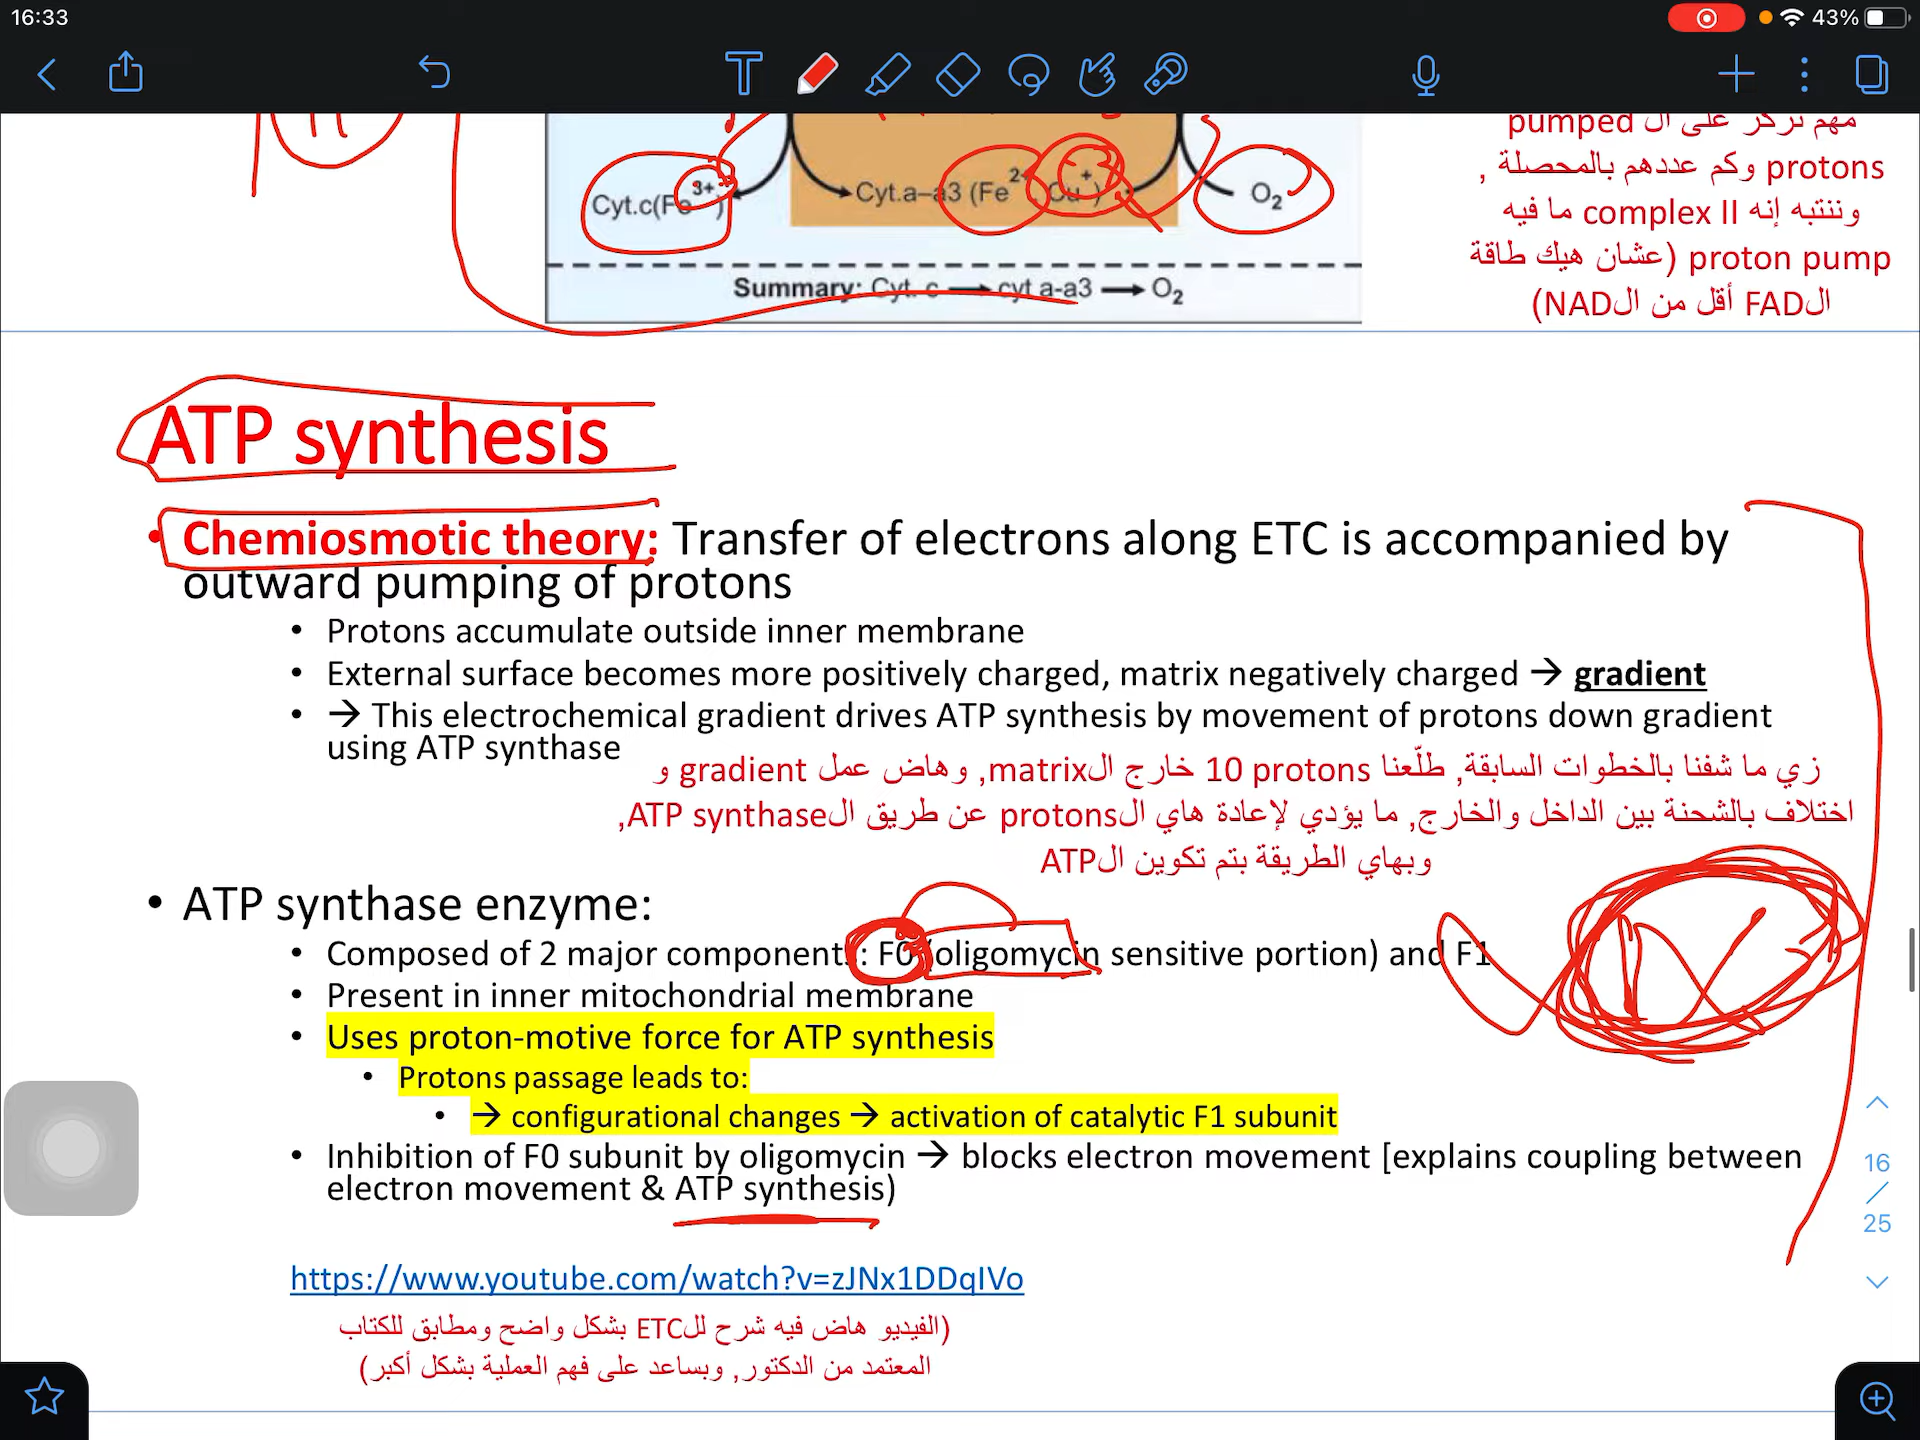 16:33
43%
pumped مهم نركز على ال
protons وكم عددهم بالمحصلة ,
وننتبه إنه complex II ما فيه
proton pump (عشان هيك طاقة
الFAD أقل من الNAD)
Cyt.c(Fe3+)
Cyt.a–a3 (Fe2+ Cu+)
O2
Summary: Cyt. c → cyt a-a3 → O2
ATP synthesis
• Chemiosmotic theory: Transfer of electrons along ETC is accompanied by
outward pumping of protons
• Protons accumulate outside inner membrane
• External surface becomes more positively charged, matrix negatively charged → gradient
• → This electrochemical gradient drives ATP synthesis by movement of protons down gradient
using ATP synthase
زي ما شفنا بالخطوات السابقة, طلّعنا 10 protons خارج الmatrix, وهاض عمل gradient و
اختلاف بالشحنة بين الداخل والخارج, ما يؤدي لإعادة هاي الprotons عن طريق الATP synthase,
وبهاي الطريقة بتم تكوين الATP
• ATP synthase enzyme:
• Composed of 2 major components: F0 (oligomycin sensitive portion) and F1
• Present in inner mitochondrial membrane
• Uses proton-motive force for ATP synthesis
• Protons passage leads to:
• → configurational changes → activation of catalytic F1 subunit
• Inhibition of F0 subunit by oligomycin → blocks electron movement [explains coupling between
electron movement & ATP synthesis)
16
/
25
https://www.youtube.com/watch?v=zJNx1DDqIVo
(الفيديو هاض فيه شرح للETC بشكل واضح ومطابق للكتاب
المعتمد من الدكتور, وبساعد على فهم العملية بشكل أكبر)